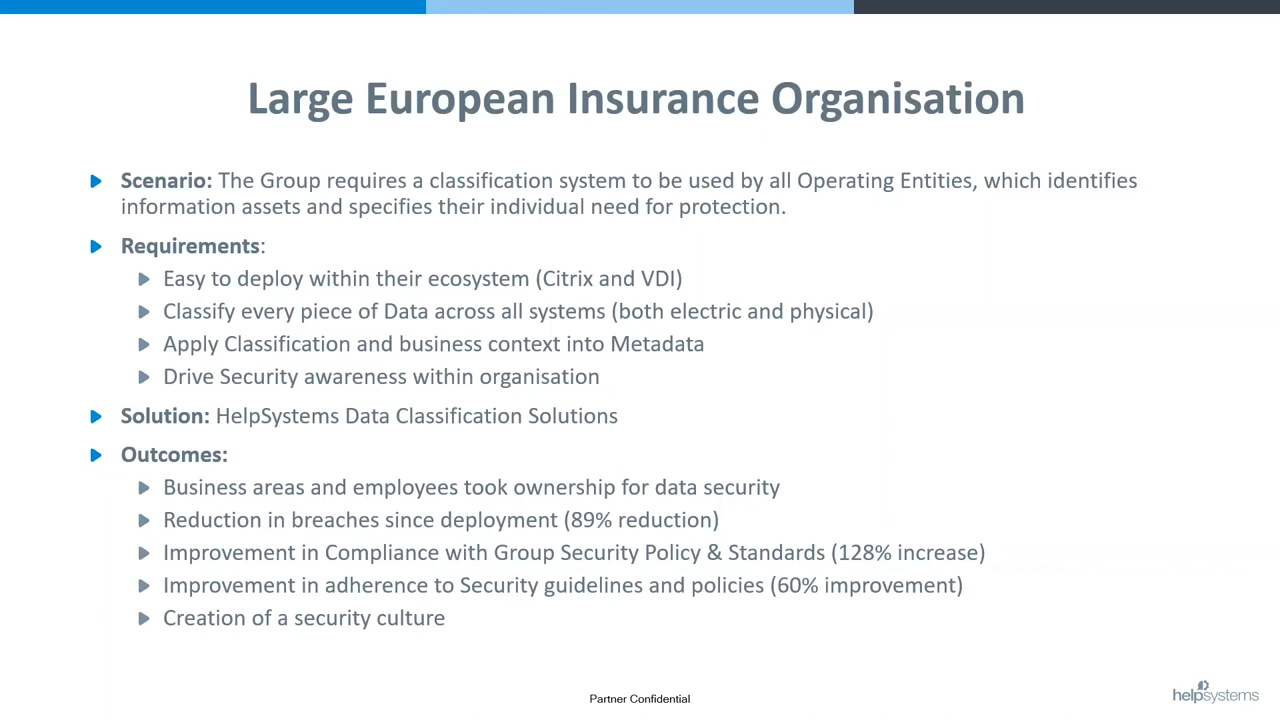 Large European Insurance Organisation
Scenario: The Group requires a classification system to be used by all Operating Entities, which identifies
information assets and specifies their individual need for protection.
Requirements:
Easy to deploy within their ecosystem (Citrix and VDI)
Classify every piece of Data across all systems (both electric and physical)
Apply Classification and business context into Metadata
Drive Security awareness within organisation
Solution: HelpSystems Data Classification Solutions
Outcomes:
Business areas and employees took ownership for data security
Reduction in breaches since deployment (89% reduction)
Improvement in Compliance with Group Security Policy & Standards (128% increase)
Improvement in adherence to Security guidelines and policies (60% improvement)
Creation of a security culture
Partner Confidential
helpsystems